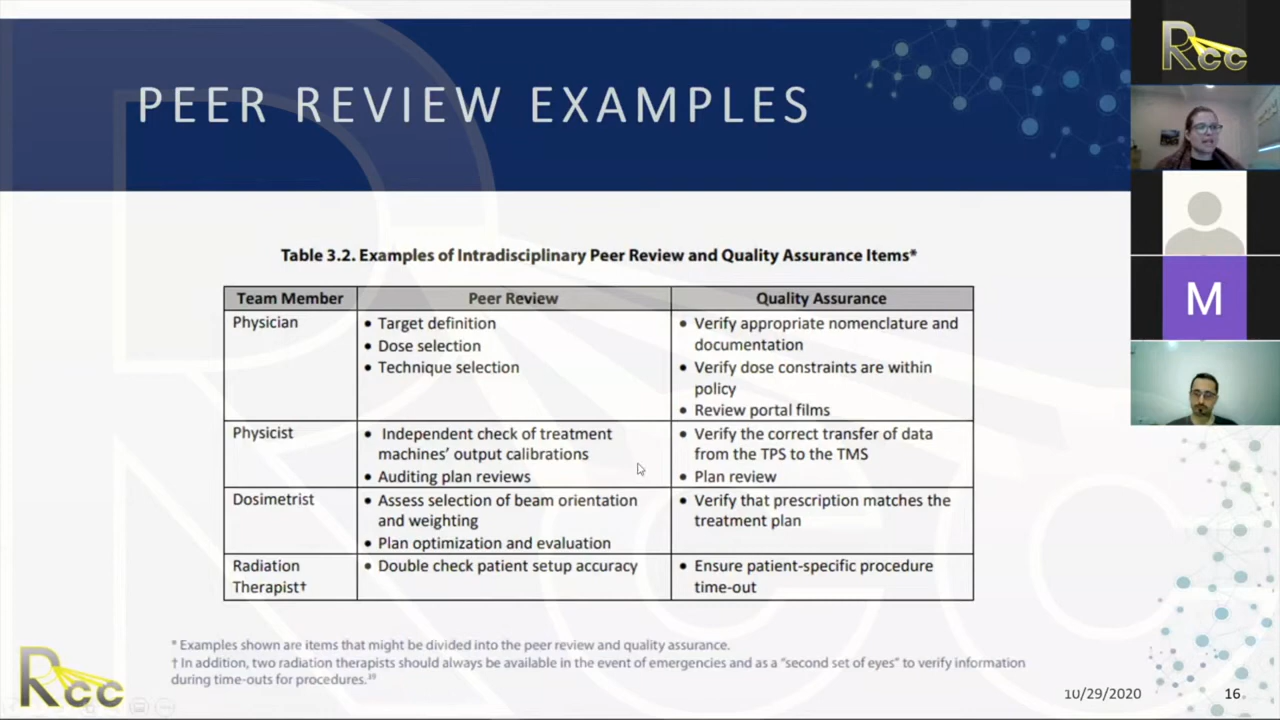 PEER REVIEW EXAMPLES
Rcc
M
Table 3.2. Examples of Intradisciplinary Peer Review and Quality Assurance Items*
Team Member
Peer Review
Quality Assurance
Physician
• Target definition
• Dose selection
• Technique selection
• Verify appropriate nomenclature and
documentation
• Verify dose constraints are within
policy
• Review portal films
Physicist
• Independent check of treatment
machines’ output calibrations
• Auditing plan reviews
• Verify the correct transfer of data
from the TPS to the TMS
• Plan review
Dosimetrist
• Assess selection of beam orientation
and weighting
• Plan optimization and evaluation
• Verify that prescription matches the
treatment plan
Radiation
Therapist†
• Double check patient setup accuracy
• Ensure patient-specific procedure
time-out
* Examples shown are items that might be divided into the peer review and quality assurance.
† In addition, two radiation therapists should always be available in the event of emergencies and as a “second set of eyes” to verify information
during time-outs for procedures.³⁹
Rcc
10/29/2020
16